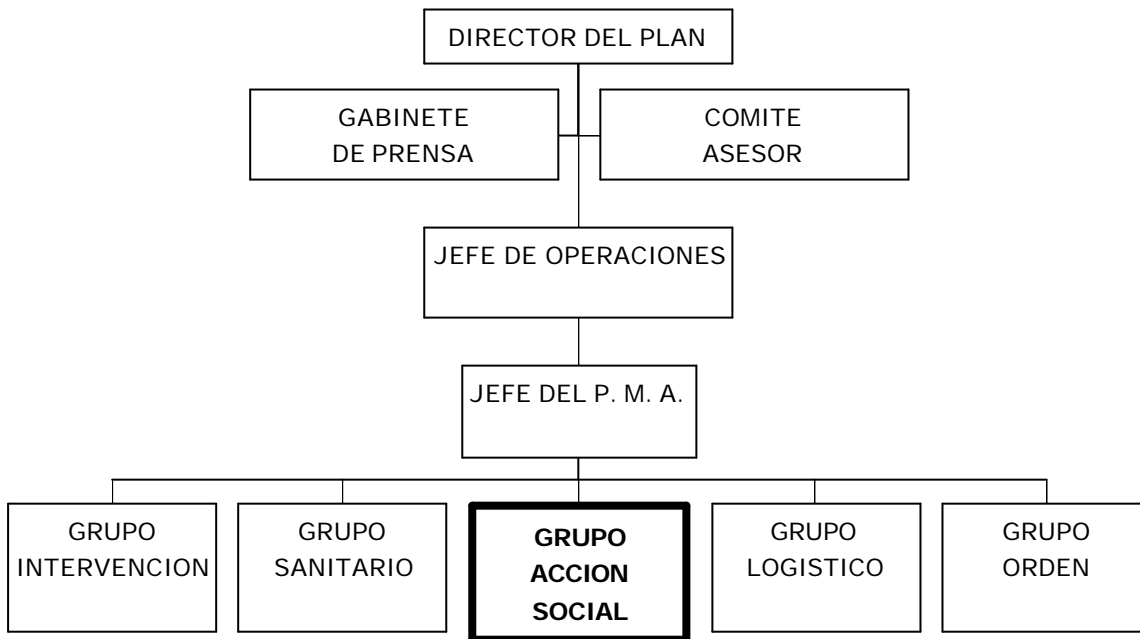 DIRECTOR DEL PLAN
GABINETE
DE PRENSA
COMITE
ASESOR
JEFE DE OPERACIONES
JEFE DEL P. M. A.
GRUPO
INTERVENCION
GRUPO
SANITARIO
GRUPO
ACCION
SOCIAL
GRUPO
LOGISTICO
GRUPO
ORDEN